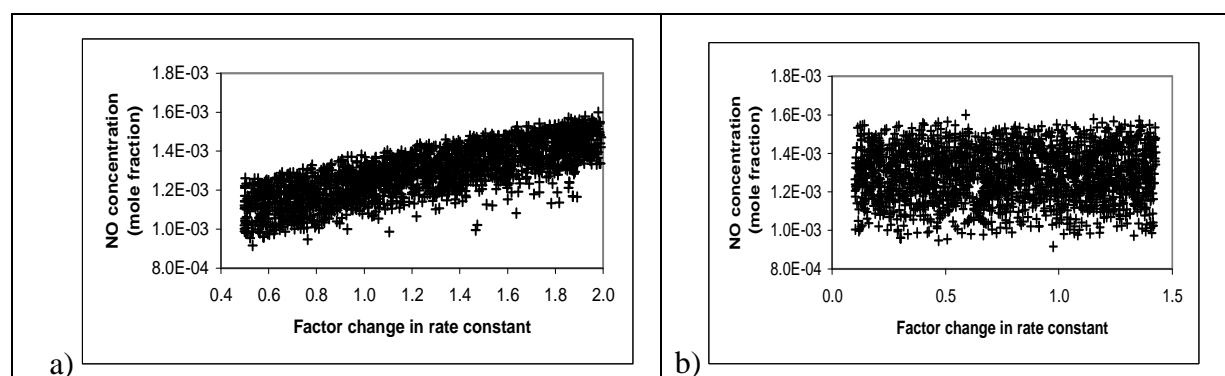 NO concentration
(mole fraction)
1.8E-03
1.6E-03
1.4E-03
1.2E-03
1.0E-03
8.0E-04
0.4 0.6 0.8 1.0 1.2 1.4 1.6 1.8 2.0
Factor change in rate constant
a)
NO concentration
(mole fraction)
1.8E-03
1.6E-03
1.4E-03
1.2E-03
1.0E-03
8.0E-04
0.0 0.5 1.0 1.5
Factor change in rate constant
b)